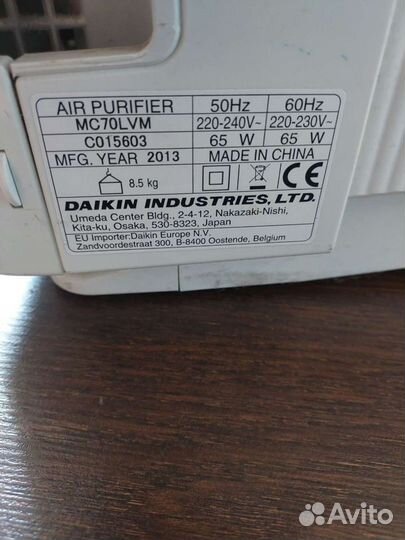 AIR PURIFIER 50Hz 60Hz
MC70LVM 220-240V~ 220-230V~
C015603 65 W 65 W
MFG. YEAR 2013 MADE IN CHINA
8.5 kg CE
DAIKIN INDUSTRIES, LTD.
Umeda Center Bldg., 2-4-12, Nakazaki-Nishi,
Kita-ku, Osaka, 530-8323, Japan
EU Importer:Daikin Europe N.V.
Zandvoordestraat 300, B-8400 Oostende, Belgium
Avito